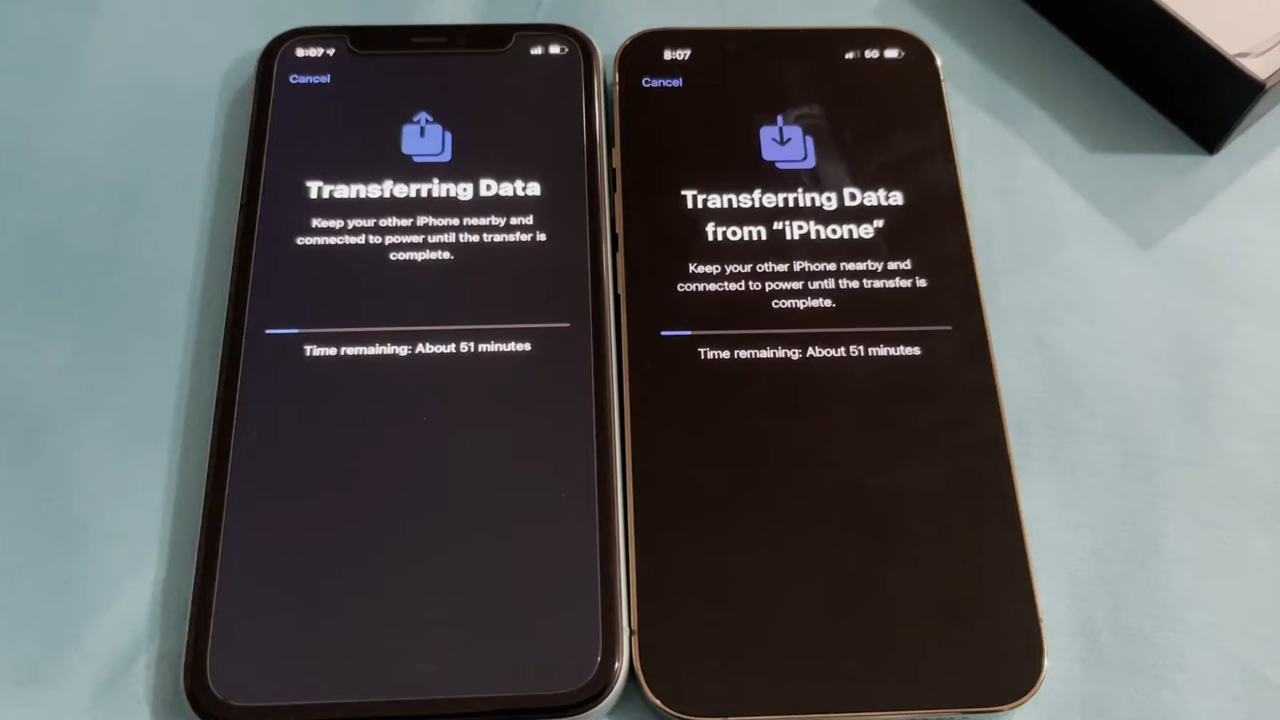 8:07
Cancel
Transferring Data
Keep your other iPhone nearby and
connected to power until the transfer is
complete.
Time remaining: About 51 minutes
8:07
5G
Cancel
Transferring Data
from “iPhone”
Keep your other iPhone nearby and
connected to power until the transfer is
complete.
Time remaining: About 51 minutes